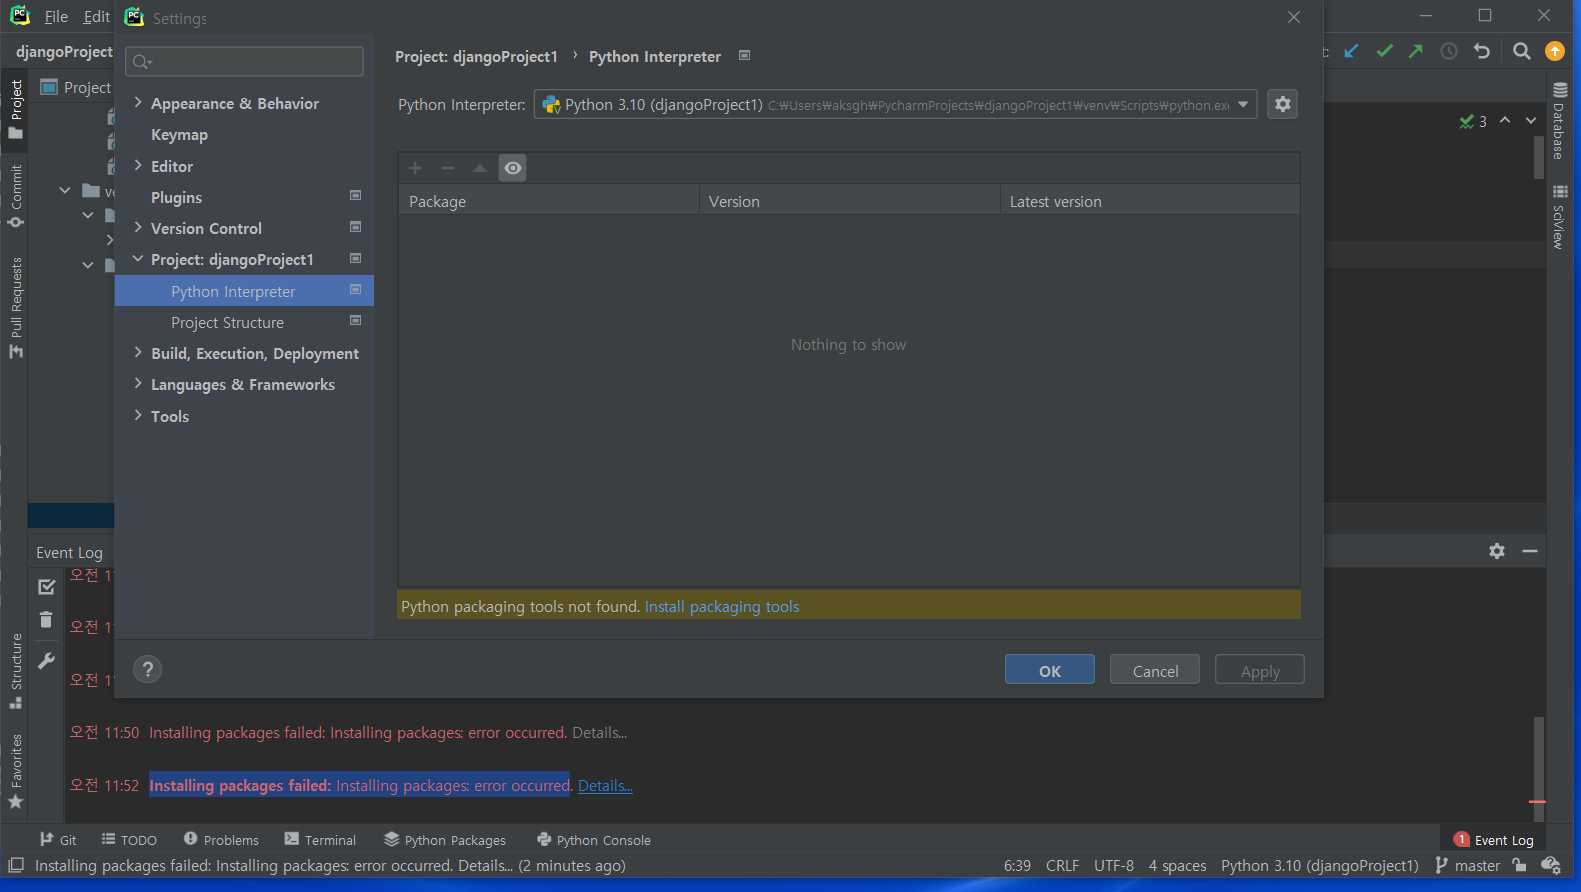 PC File Edit
PC Settings
djangoProject
Project
Project: djangoProject1 › Python Interpreter
Python Interpreter: Python 3.10 (djangoProject1) C:₩Users₩aksgh₩PycharmProjects₩djangoProject1₩venv₩Scripts₩python.exe
Appearance & Behavior
Keymap
Editor
Plugins
Version Control
Project: djangoProject1
Python Interpreter
Project Structure
Build, Execution, Deployment
Languages & Frameworks
Tools
Package Version Latest version
Nothing to show
Python packaging tools not found. Install packaging tools
? OK Cancel Apply
3
Project
Commit
Pull Requests
Structure
Favorites
Database
SciView
ve
Event Log
오전 11
오전 11
오전 11
오전 11:50 Installing packages failed: Installing packages: error occurred. Details...
오전 11:52 Installing packages failed: Installing packages: error occurred. Details...
Git TODO Problems Terminal Python Packages Python Console 1 Event Log
Installing packages failed: Installing packages: error occurred. Details... (2 minutes ago) 6:39 CRLF UTF-8 4 spaces Python 3.10 (djangoProject1) master